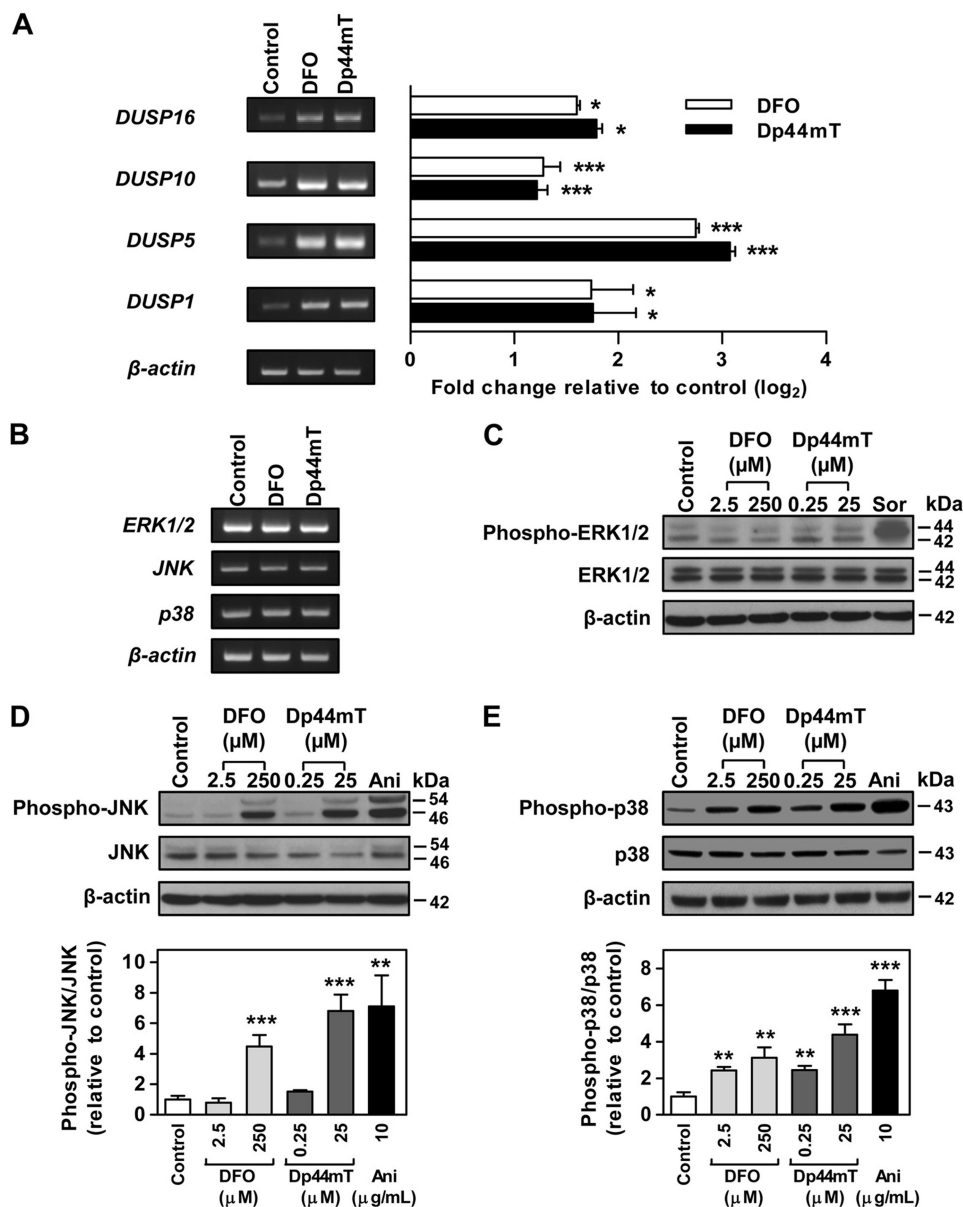 A
Control
DFO
Dp44mT
DUSP16
DUSP10
DUSP5
DUSP1
β-actin
*
*
***
***
***
***
*
*
DFO
Dp44mT
0 1 2 3 4
Fold change relative to control (log2)
B
Control
DFO
Dp44mT
ERK1/2
JNK
p38
β-actin
C
Control
DFO
(µM)
Dp44mT
(µM)
2.5 250 0.25 25 Sor kDa
Phospho-ERK1/2
44
42
ERK1/2
44
42
β-actin
42
D
Control
DFO
(µM)
Dp44mT
(µM)
2.5 250 0.25 25 Ani kDa
Phospho-JNK
54
46
JNK
54
46
β-actin
42
Phospho-JNK/JNK
(relative to control)
10
8
6
4
2
0
***
***
**
Control
2.5
250
0.25
25
10
DFO
(µM)
Dp44mT
(µM)
Ani
(µg/mL)
E
Control
DFO
(µM)
Dp44mT
(µM)
2.5 250 0.25 25 Ani kDa
Phospho-p38
43
p38
43
β-actin
42
Phospho-p38/p38
(relative to control)
8
6
4
2
0
**
**
**
***
***
Control
2.5
250
0.25
25
10
DFO
(µM)
Dp44mT
(µM)
Ani
(µg/mL)